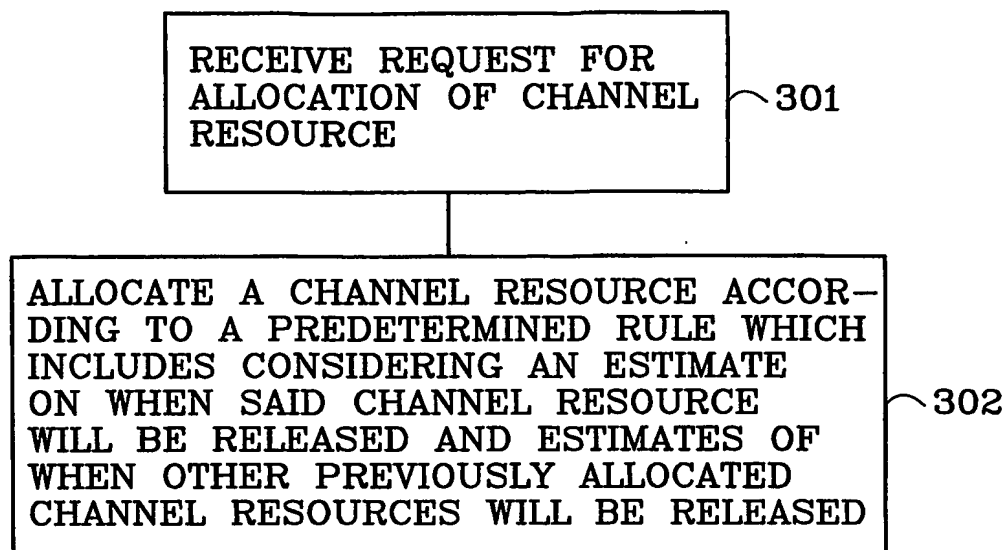 RECEIVE REQUEST FOR
ALLOCATION OF CHANNEL
RESOURCE
301
ALLOCATE A CHANNEL RESOURCE ACCOR-
DING TO A PREDETERMINED RULE WHICH
INCLUDES CONSIDERING AN ESTIMATE
ON WHEN SAID CHANNEL RESOURCE
WILL BE RELEASED AND ESTIMATES OF
WHEN OTHER PREVIOUSLY ALLOCATED
CHANNEL RESOURCES WILL BE RELEASED
302